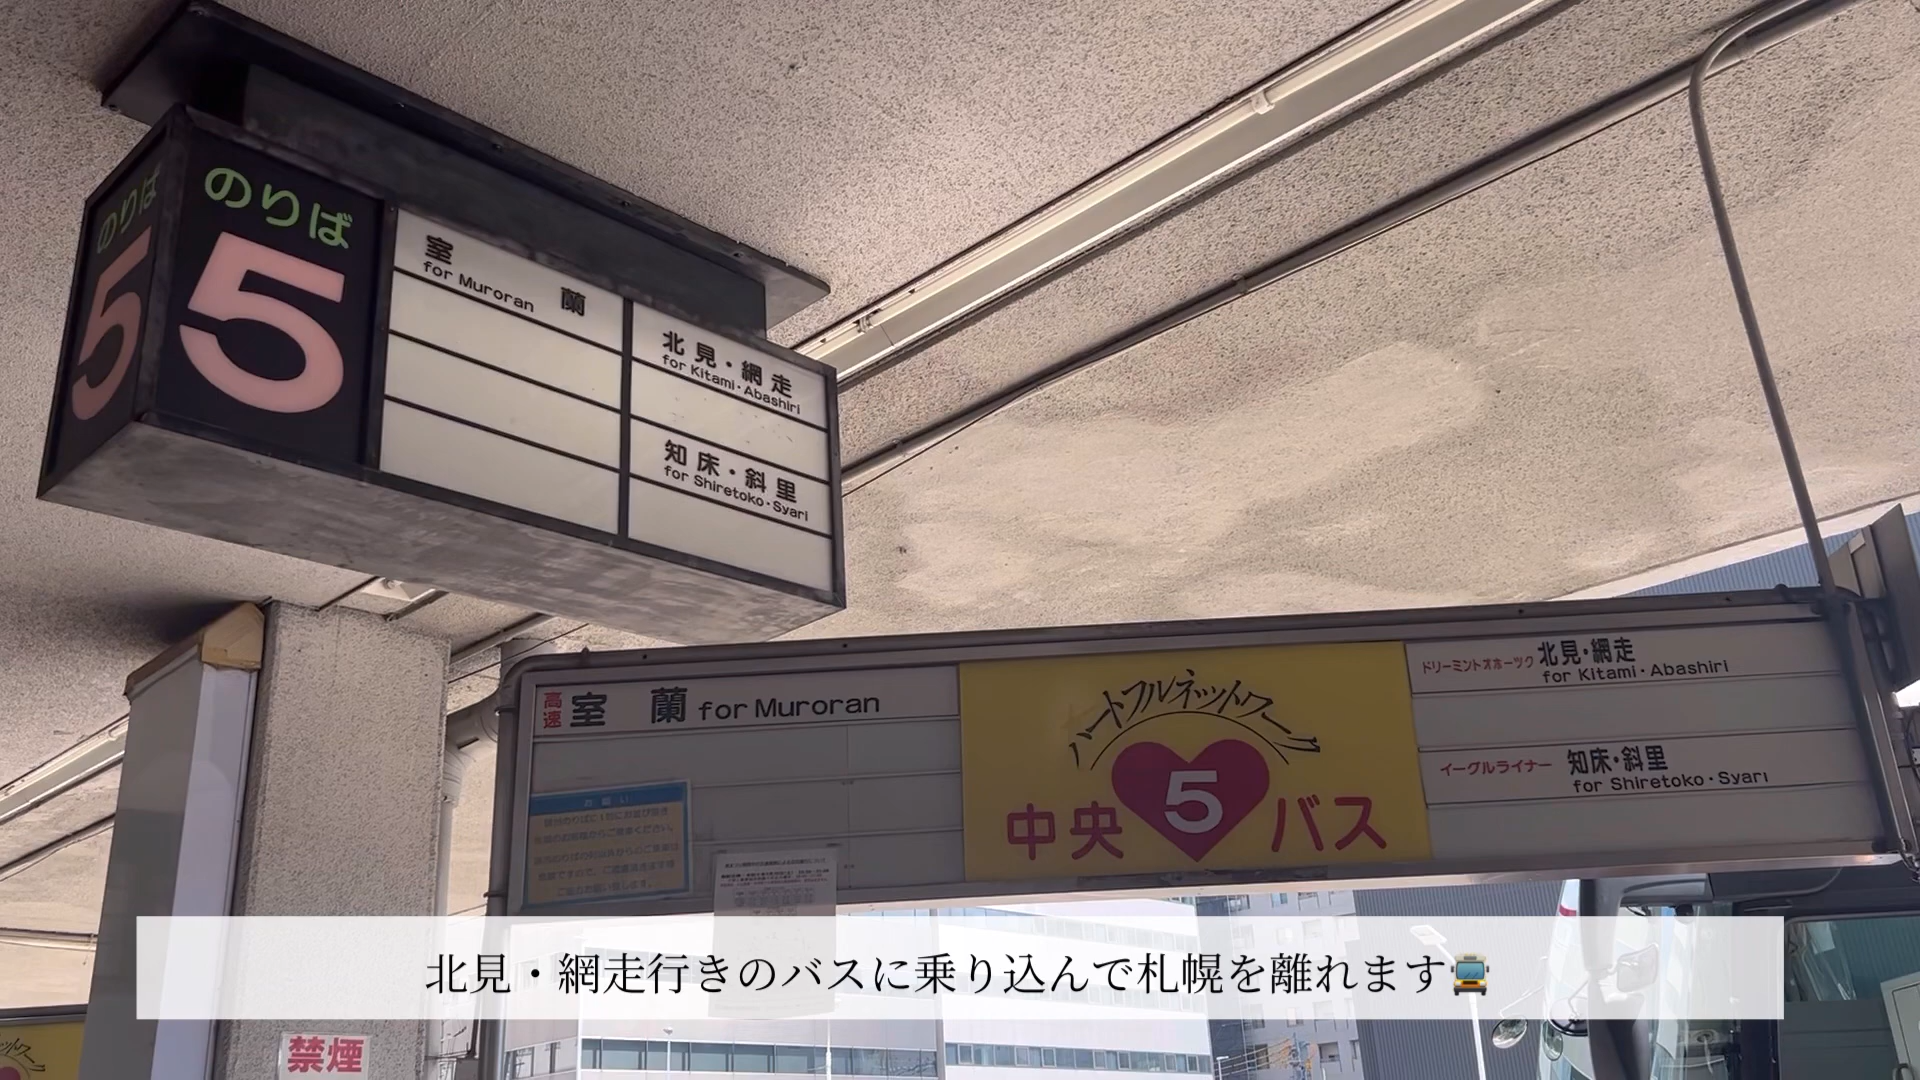 のりば
5
のりば
5
室蘭
for Muroran
北見・網走
for Kitami・Abashiri
知床・斜里
for Shiretoko・Syari
高速 室蘭 for Muroran
ハートフルネットワーク
中央 5 バス
ドリーミントオホーツク 北見・網走
for Kitami・Abashiri
イーグルライナー 知床・斜里
for Shiretoko・Syari
お願い
北見・網走行きのバスに乗り込んで札幌を離れます🚍
禁煙